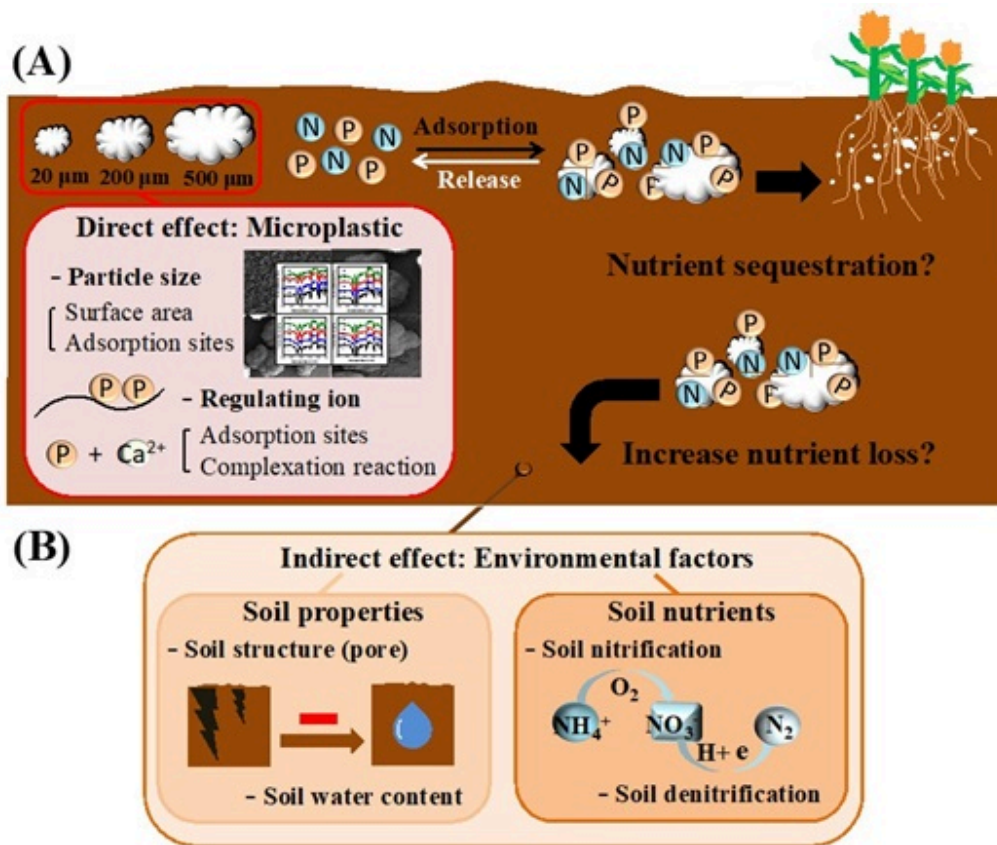 (A)
20 μm 200 μm 500 μm
N P N
P N P
Adsorption
Release
P
N N P
P P
N P P
Direct effect: Microplastic
- Particle size
Surface area
Adsorption sites
P P
- Regulating ion
P + Ca²⁺
Adsorption sites
Complexation reaction
Nutrient sequestration?
P
P N N P
N P P P
Increase nutrient loss?
(B)
Indirect effect: Environmental factors
Soil properties
- Soil structure (pore)
- Soil water content
Soil nutrients
- Soil nitrification
O₂
NH₄⁺ NO₃⁻ N₂
H+ e
- Soil denitrification